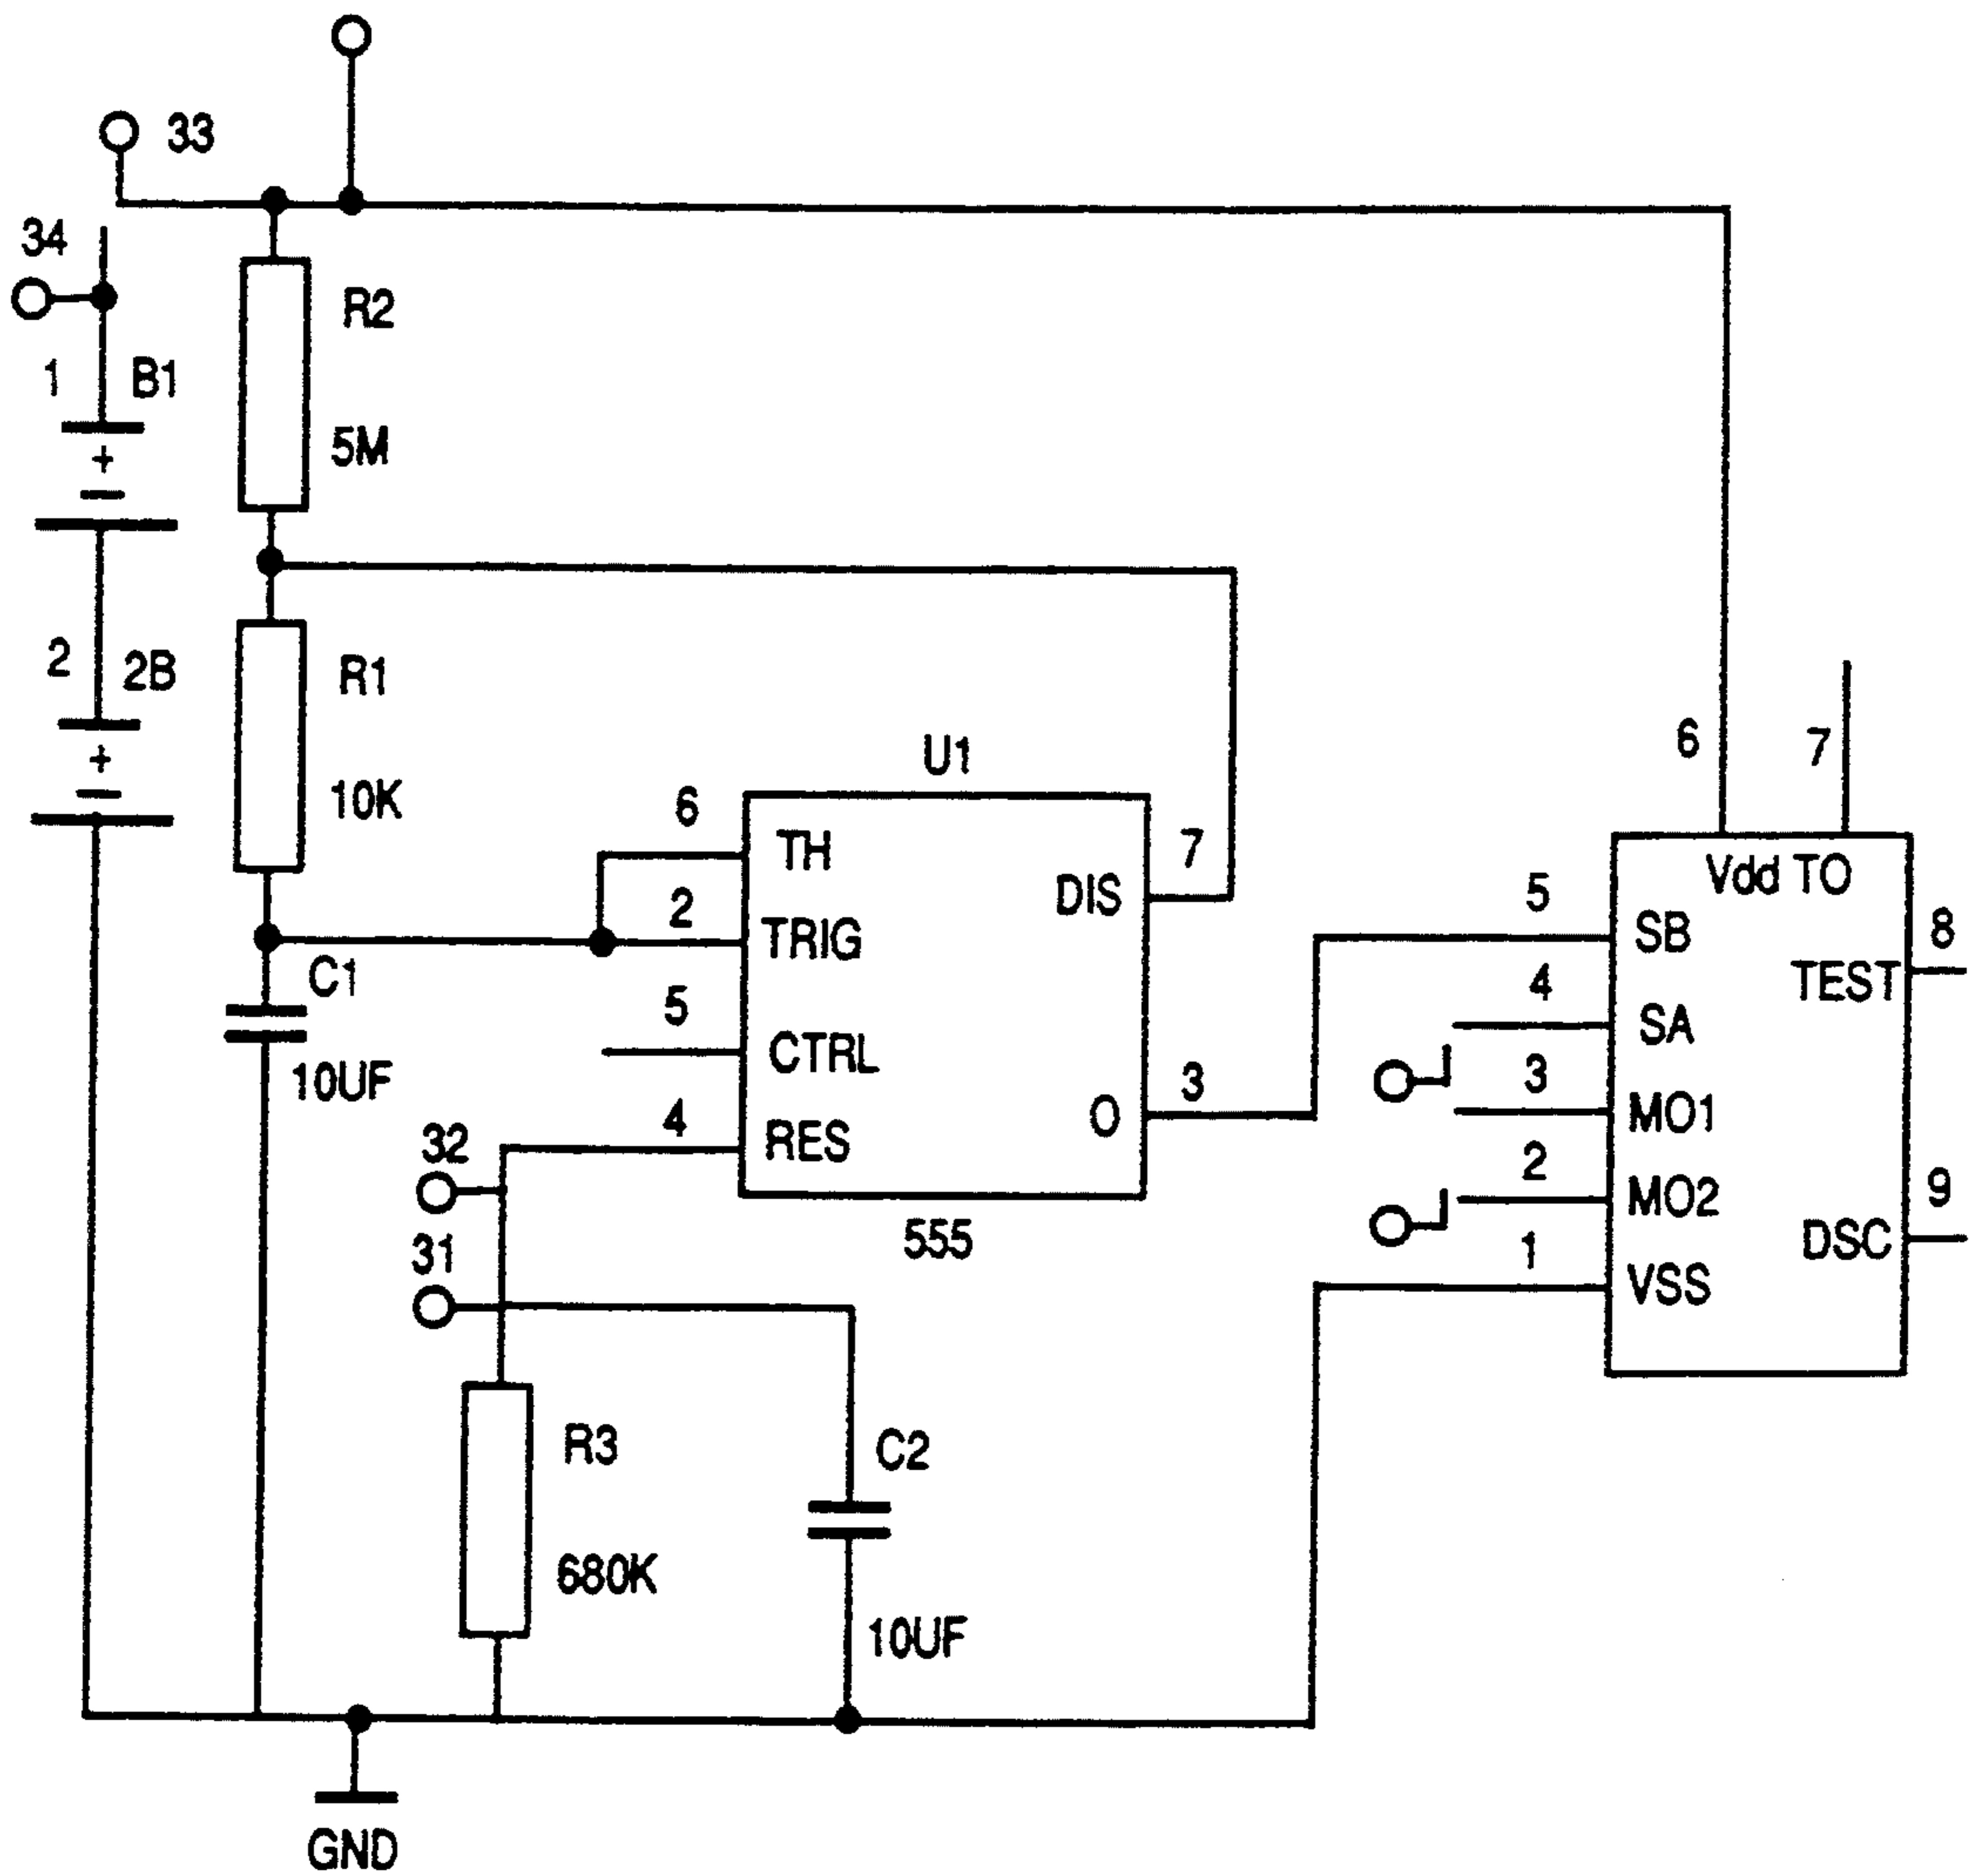 33
34
R2
1
B1
5M
2
2B
R1
10K
U1
6
TH
2
TRIG
5
CTRL
4
RES
7
DIS
3
O
555
C1
10UF
32
31
R3
680K
C2
10UF
GND
6
7
Vdd TO
5
SB
4
SA
3
MO1
2
MO2
1
VSS
8
TEST
9
DSC
+
+